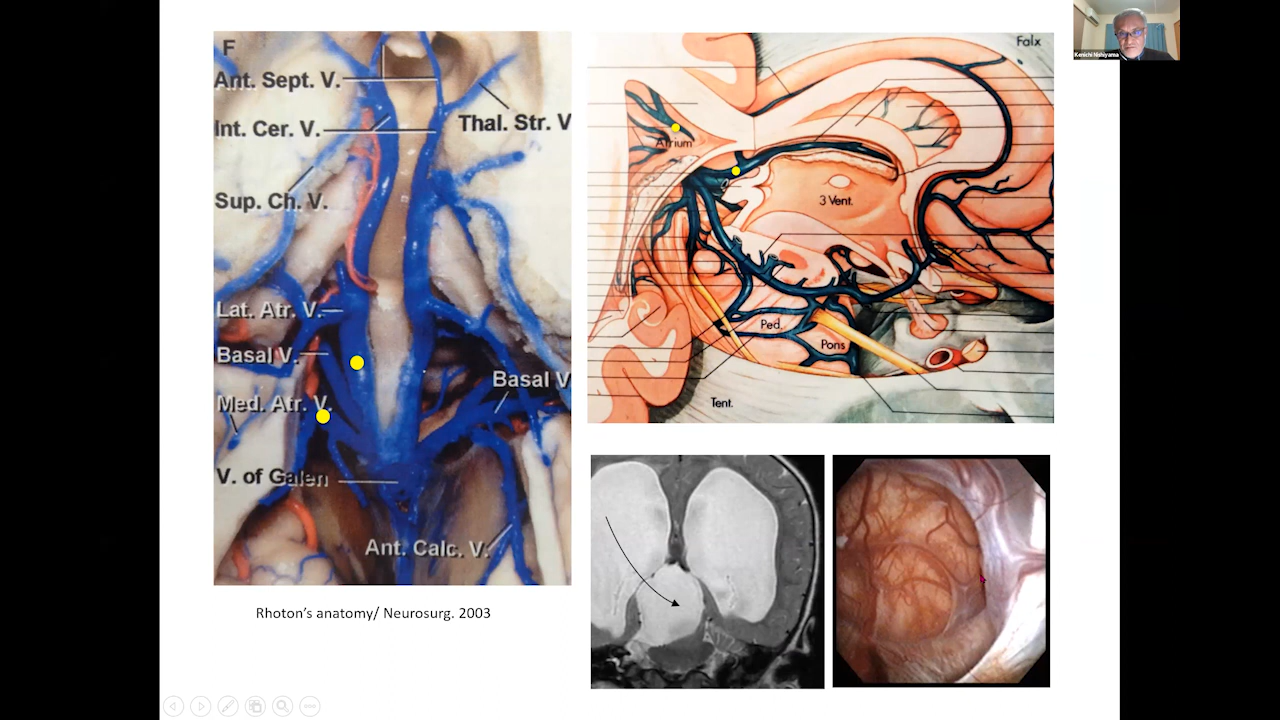 F
Ant. Sept. V.
Int. Cer. V.
Thal. Str. V
Sup. Ch. V.
Lat. Atr. V.
Basal V.
Basal V
Med. Atr. V.
V. of Galen
Ant. Calc. V.
Rhoton’s anatomy/ Neurosurg. 2003
Falx
Atrium
3 Vent.
Ped.
Pons
Tent.
Kenichi Nishiyama